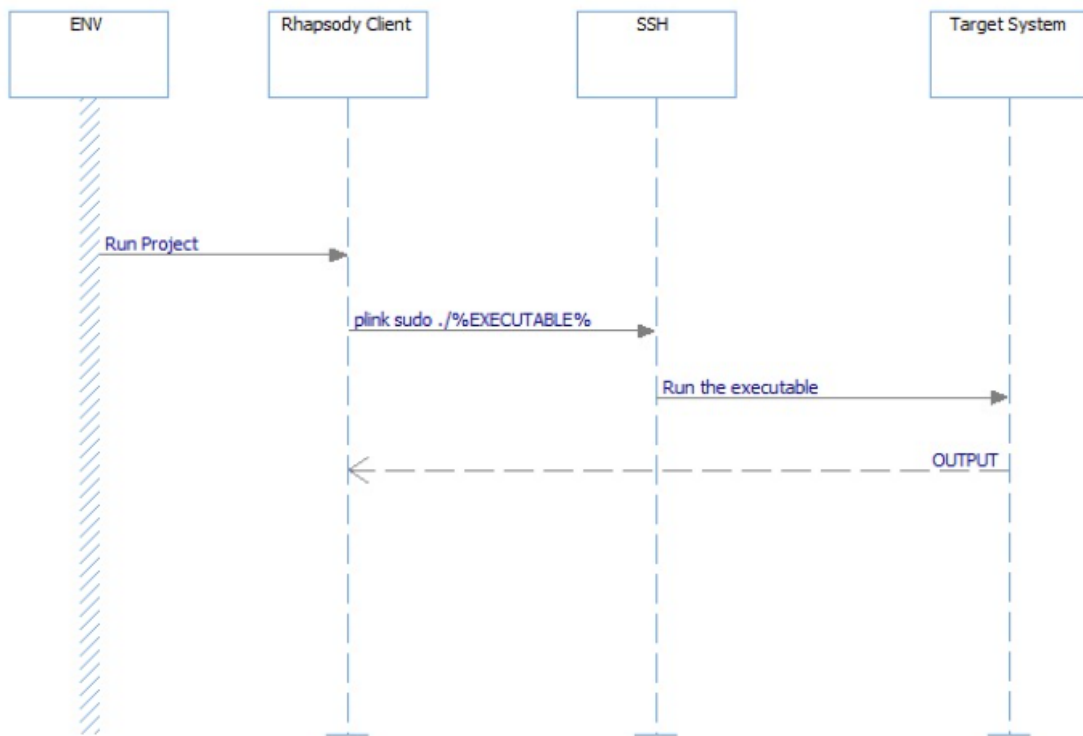 ENV
Rhapsody Client
SSH
Target System
Run Project
plink sudo ./%EXECUTABLE%
Run the executable
OUTPUT